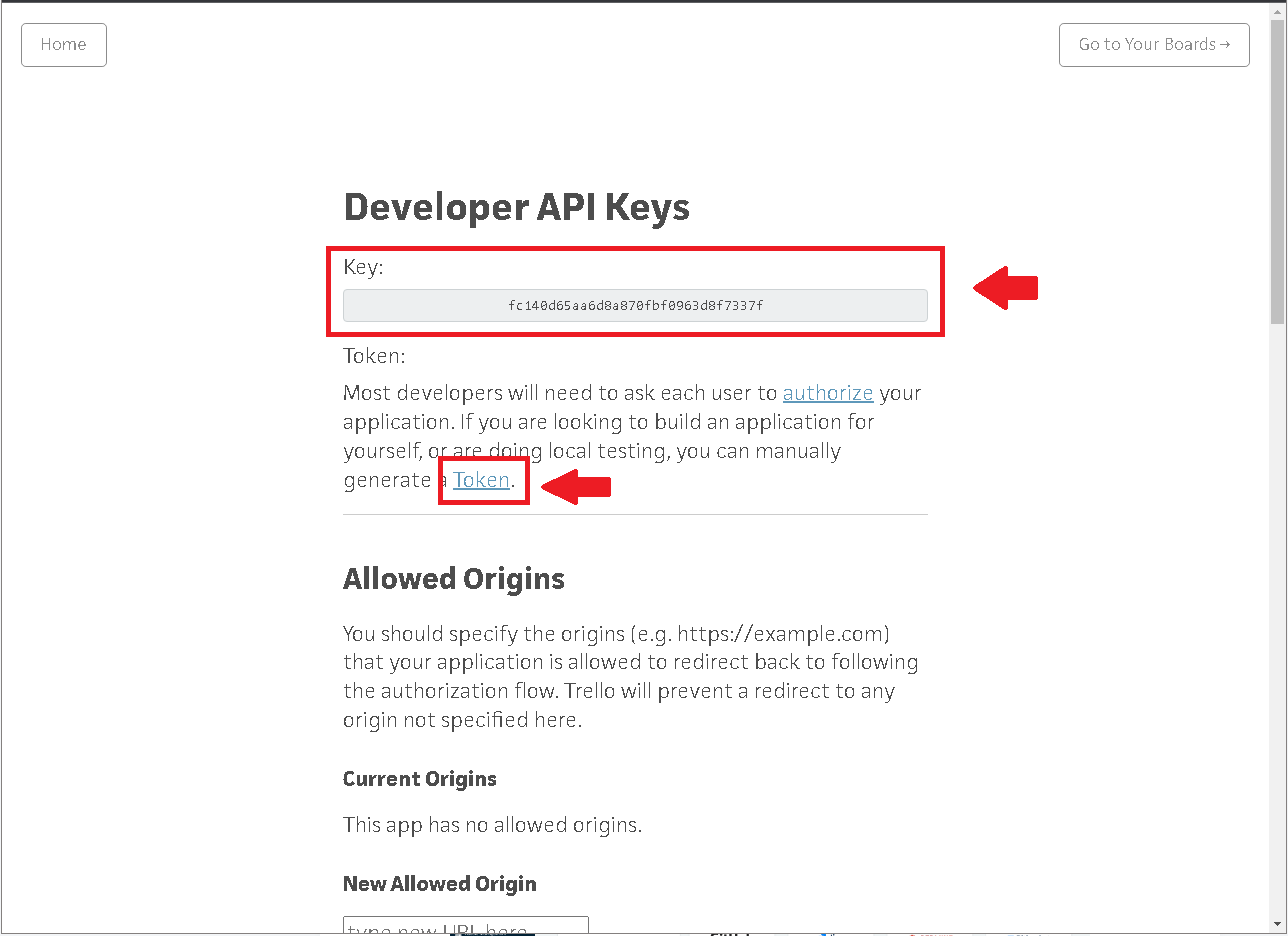 Home
Go to Your Boards →
Developer API Keys
Key:
fc140d65aa6d8a870fbf0963d8f7337f
Token:
Most developers will need to ask each user to authorize your
application. If you are looking to build an application for
yourself, or are doing local testing, you can manually
generate a Token.
Allowed Origins
You should specify the origins (e.g. https://example.com)
that your application is allowed to redirect back to following
the authorization flow. Trello will prevent a redirect to any
origin not specified here.
Current Origins
This app has no allowed origins.
New Allowed Origin
type new URL here